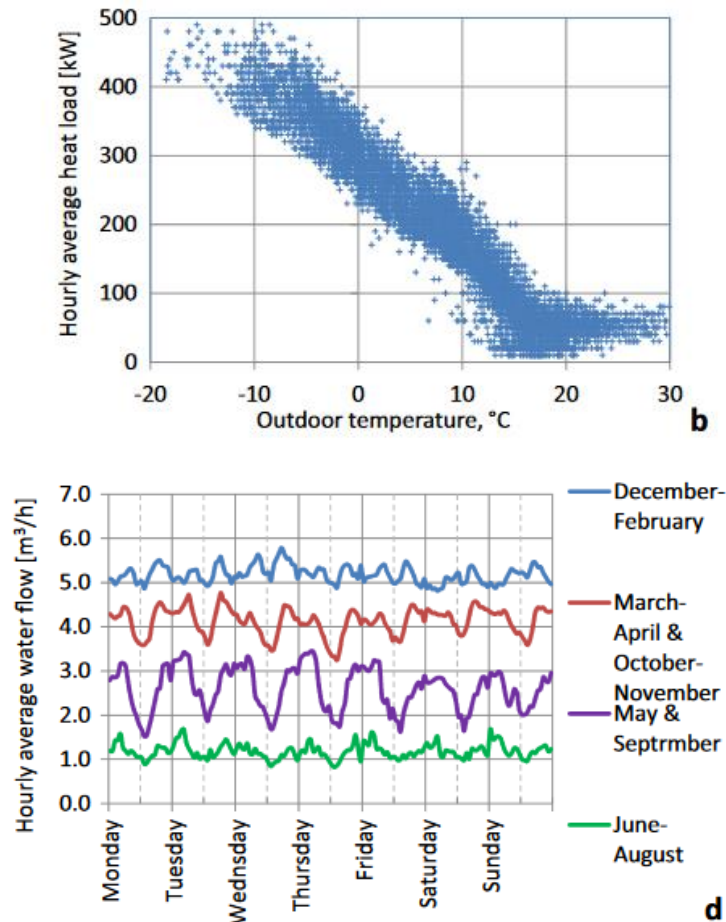 500
400
300
200
100
0
Hourly average heat load [kW]
-20 -10 0 10 20 30
Outdoor temperature, °C
b
7.0
6.0
5.0
4.0
3.0
2.0
1.0
0.0
Hourly average water flow [m³/h]
Monday
Tuesday
Wednsday
Thursday
Friday
Saturday
Sunday
December-
February
March-
April &
October-
November
May &
Septrmber
June-
August
d